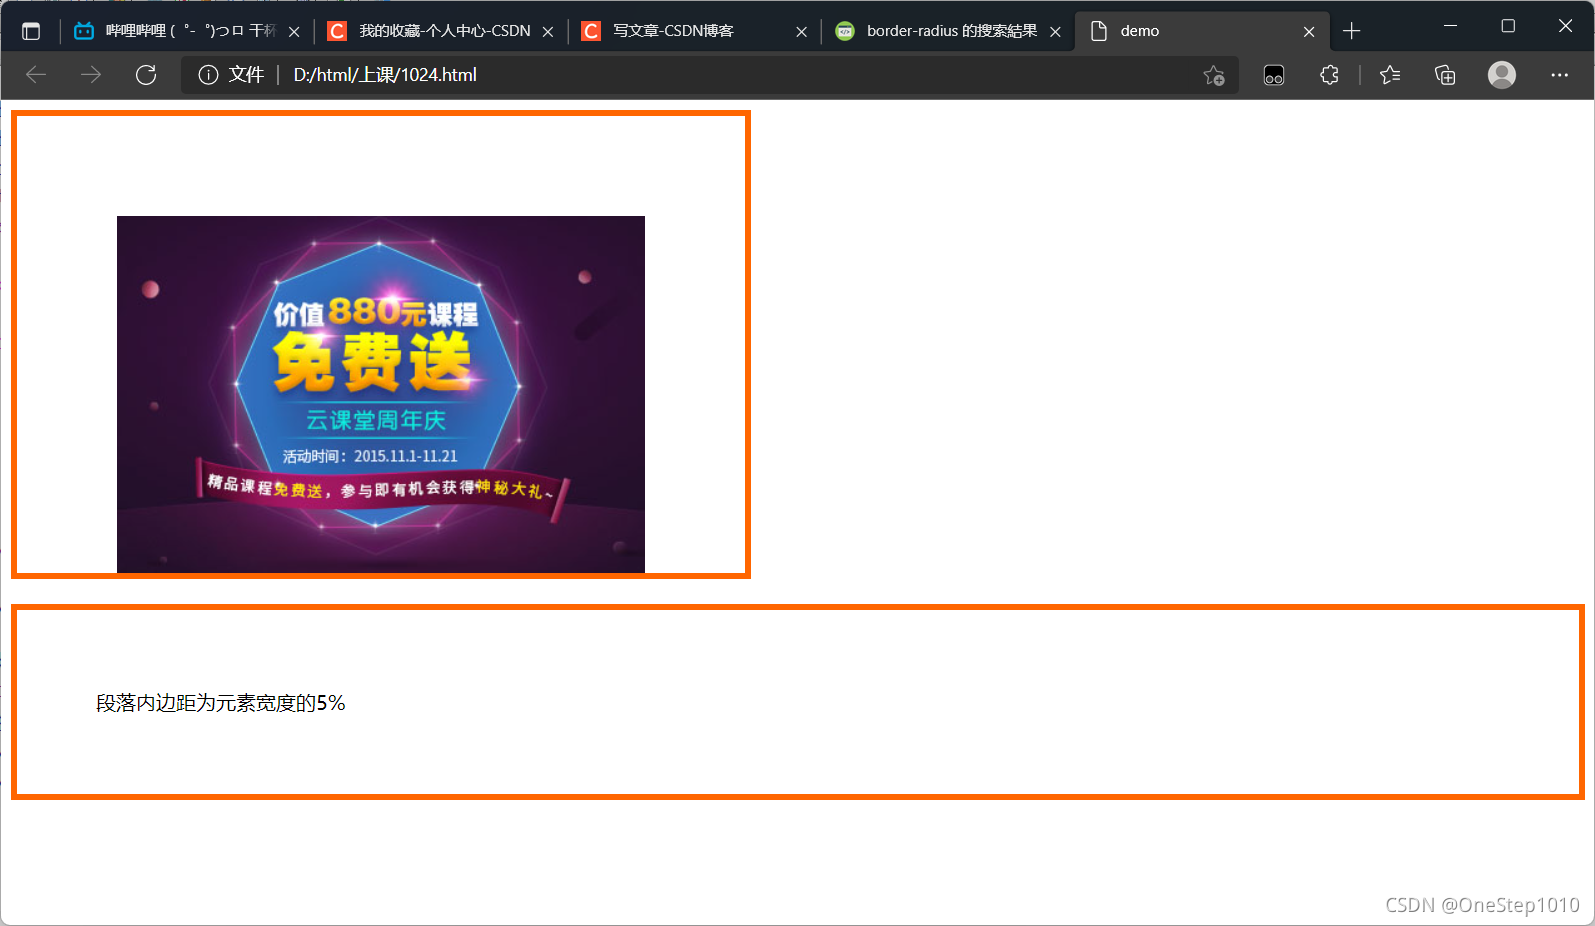 哔哩哔哩 ( ゜- ゜)つロ 干杯
我的收藏-个人中心-CSDN
写文章-CSDN博客
border-radius 的搜索結果
demo
文件 | D:/html/上课/1024.html
价值880元课程
免费送
云课堂周年庆
活动时间：2015.11.1-11.21
精品课程免费送，参与即有机会获得神秘大礼~
段落内边距为元素宽度的5%
CSDN @OneStep1010